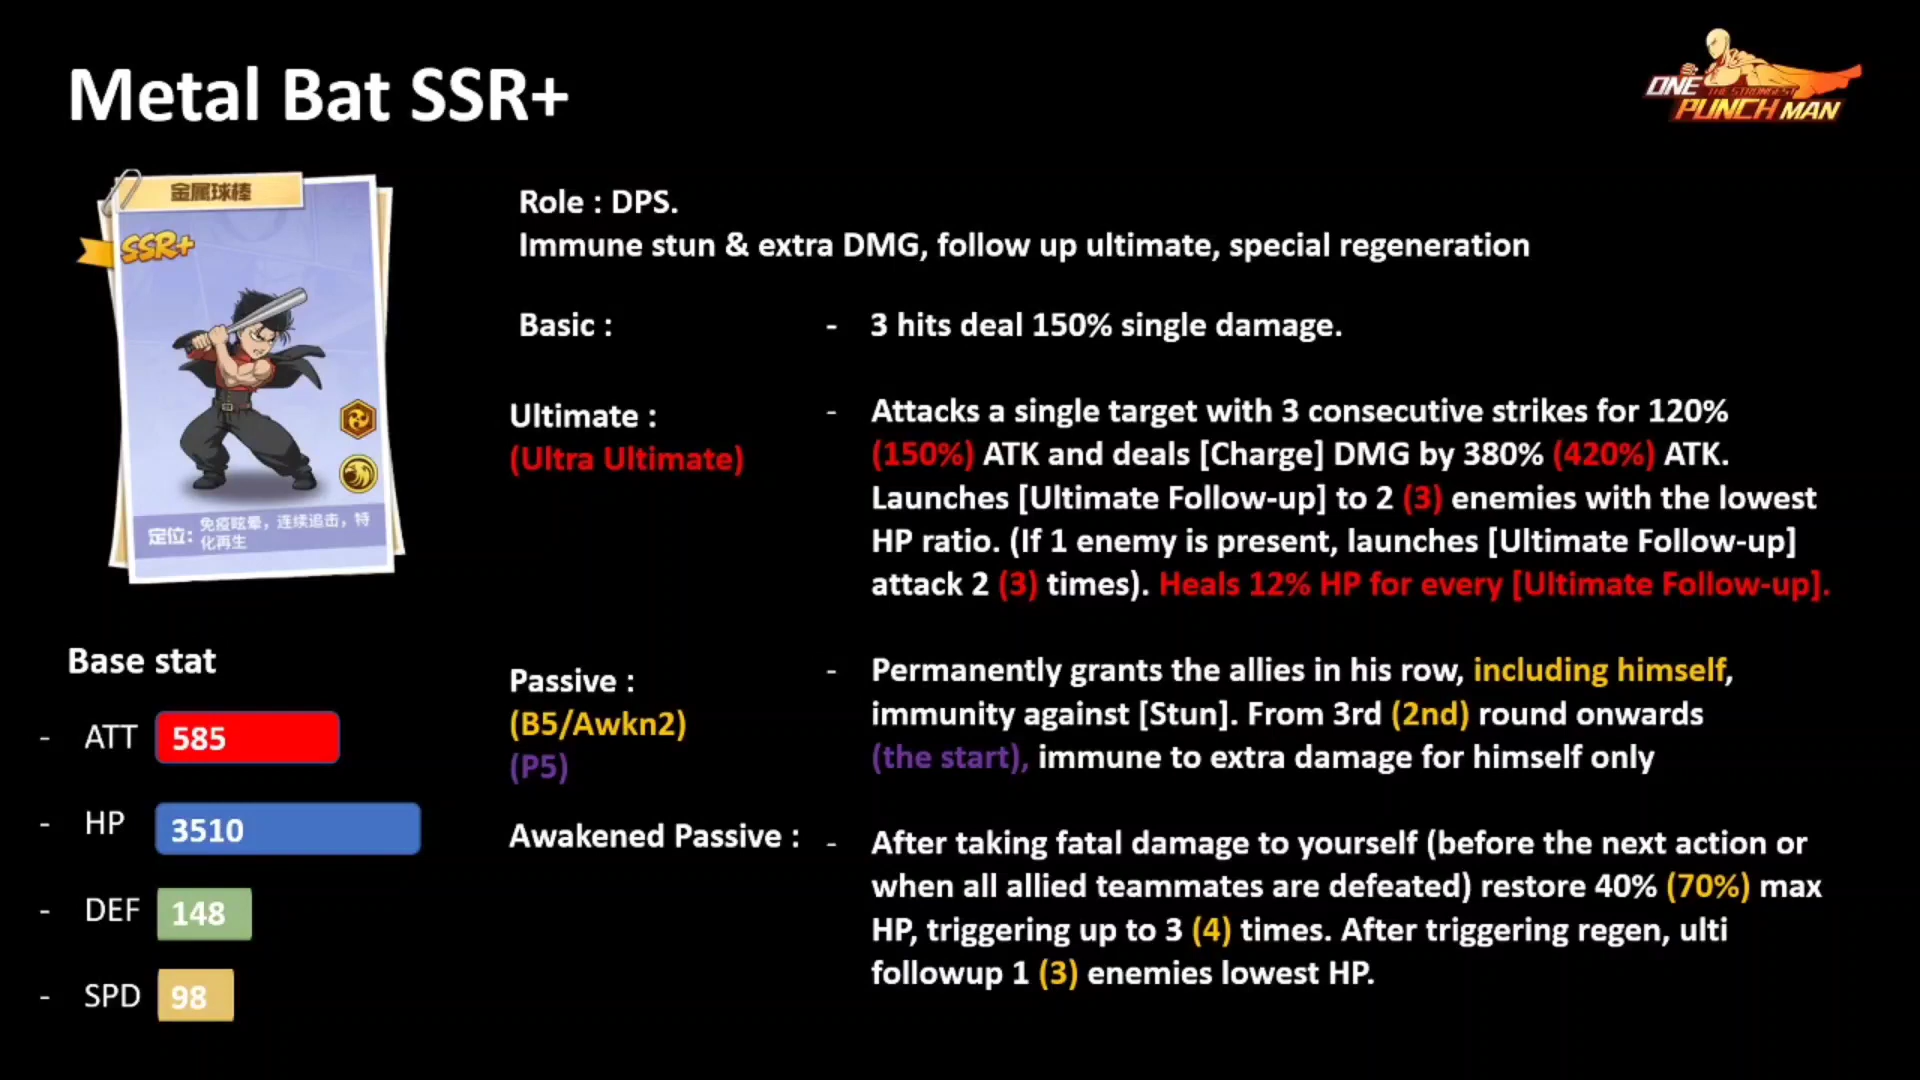 Metal Bat SSR+
ONE
THE STRONGEST
PUNCH MAN
金属球棒
SSR+
定位: 免疫眩晕，连续追击，特
化再生
Role : DPS.
Immune stun & extra DMG, follow up ultimate, special regeneration
Basic : - 3 hits deal 150% single damage.
Ultimate : - Attacks a single target with 3 consecutive strikes for 120%
(Ultra Ultimate) (150%) ATK and deals [Charge] DMG by 380% (420%) ATK.
Launches [Ultimate Follow-up] to 2 (3) enemies with the lowest
HP ratio. (If 1 enemy is present, launches [Ultimate Follow-up]
attack 2 (3) times). Heals 12% HP for every [Ultimate Follow-up].
Passive : - Permanently grants the allies in his row, including himself,
(B5/Awkn2) immunity against [Stun]. From 3rd (2nd) round onwards
(P5) (the start), immune to extra damage for himself only
Awakened Passive : - After taking fatal damage to yourself (before the next action or
when all allied teammates are defeated) restore 40% (70%) max
HP, triggering up to 3 (4) times. After triggering regen, ulti
followup 1 (3) enemies lowest HP.
Base stat
- ATT 585
- HP 3510
- DEF 148
- SPD 98